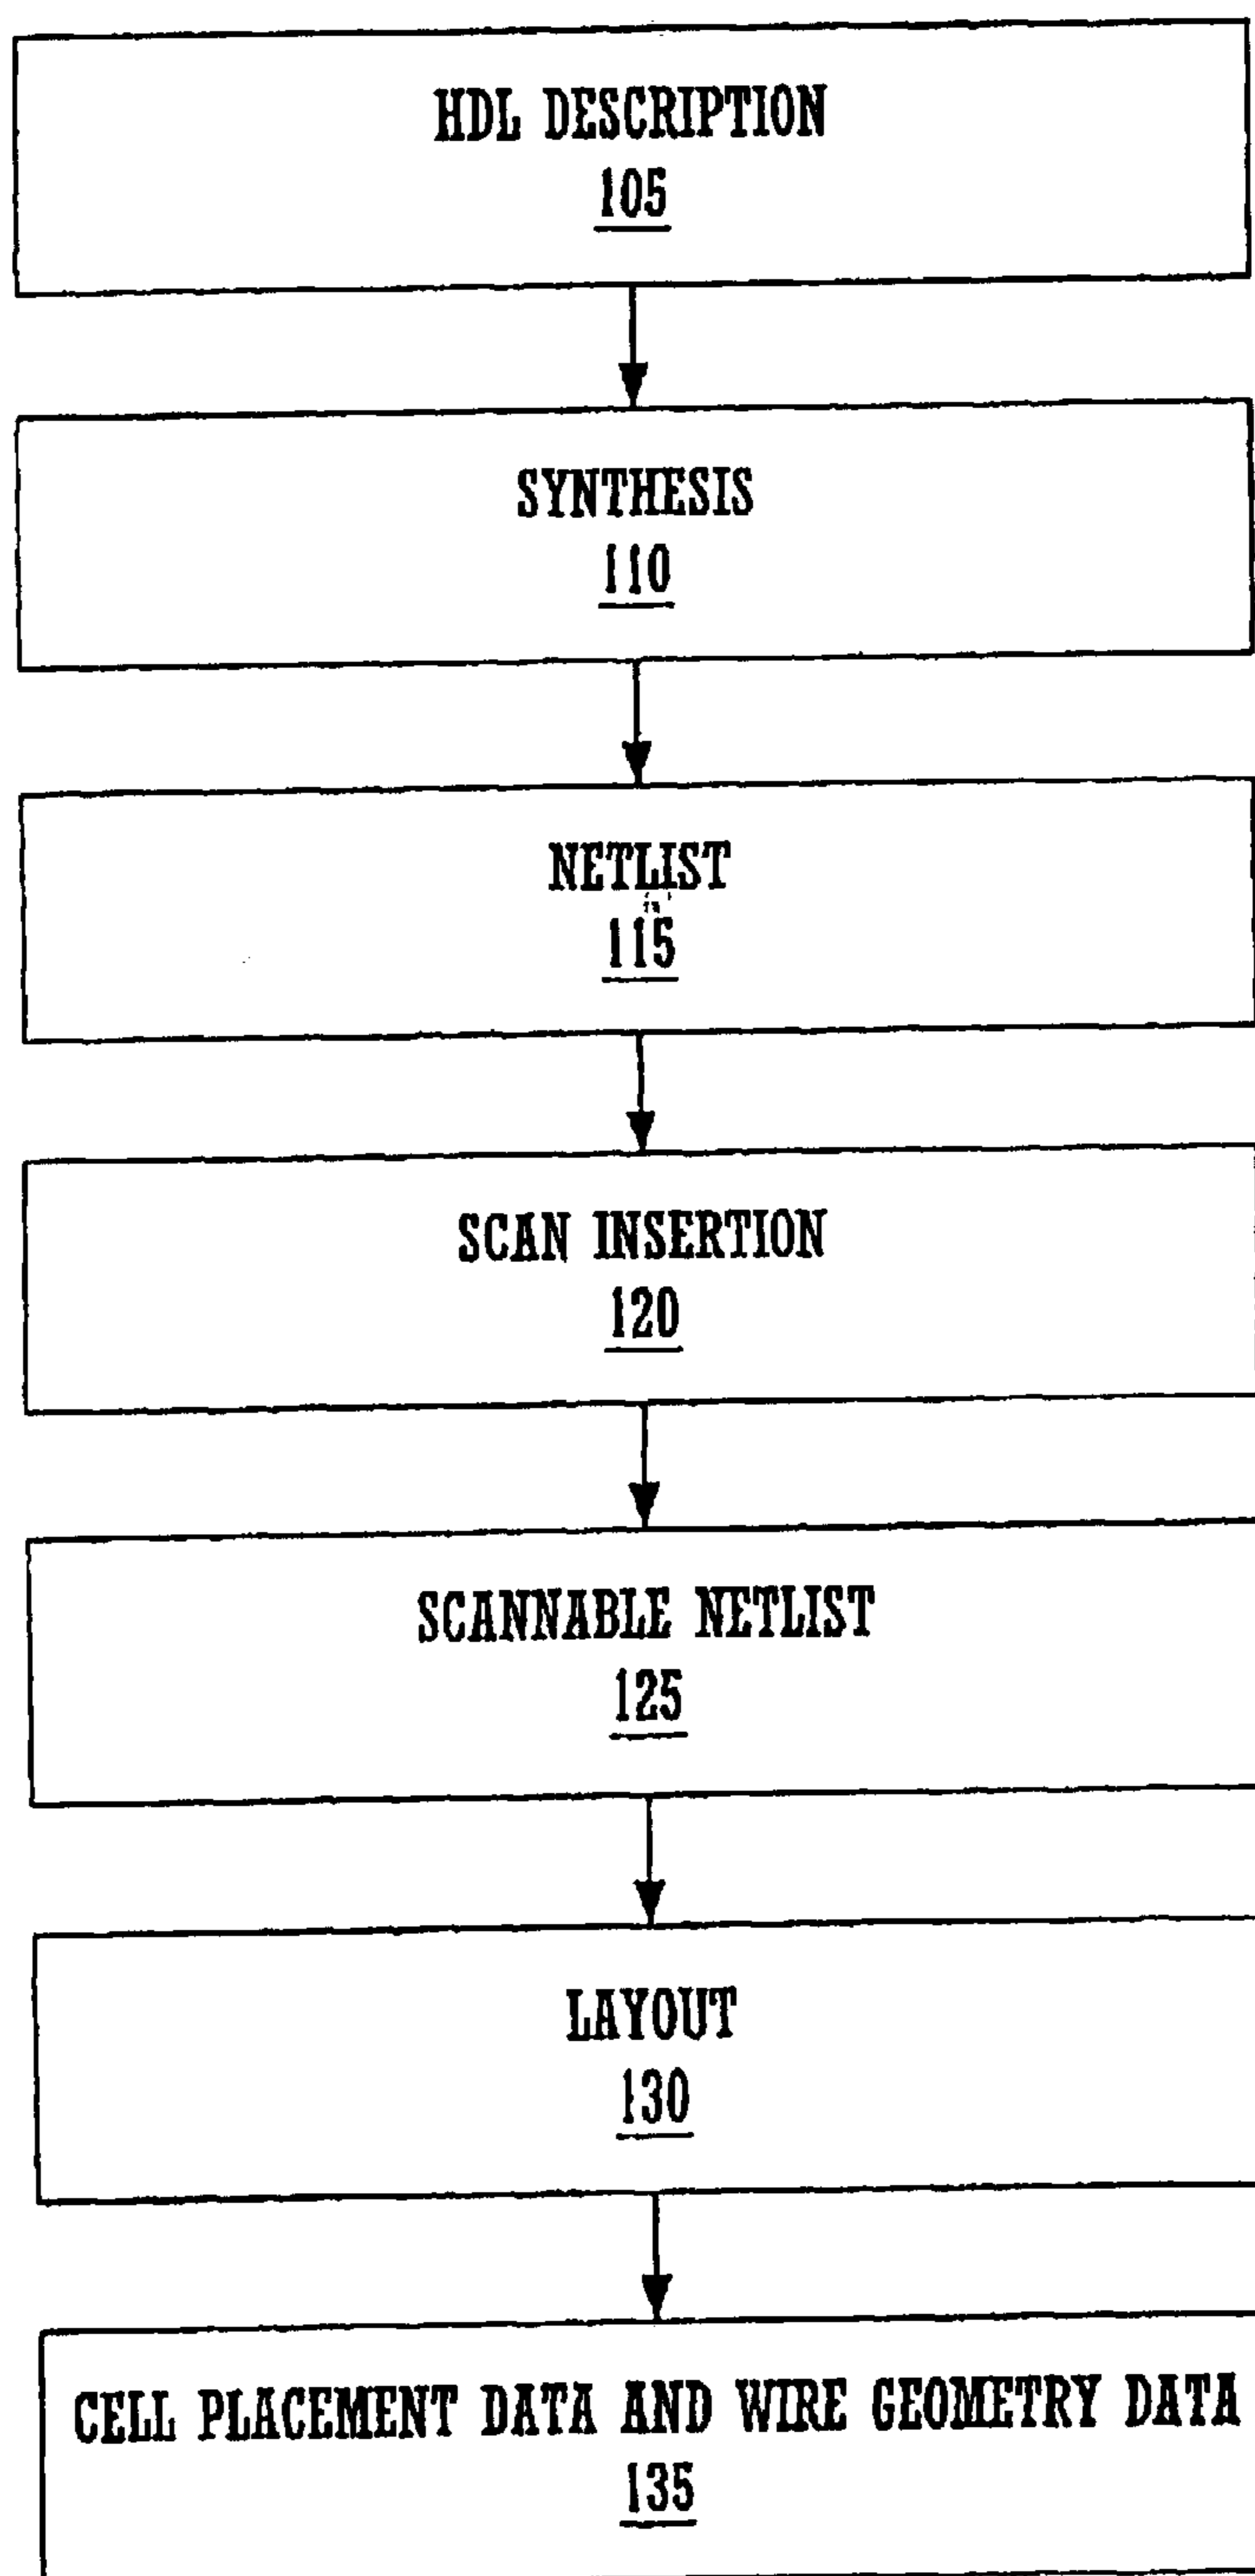 HDL DESCRIPTION
105
SYNTHESIS
110
NETLIST
115
SCAN INSERTION
120
SCANNABLE NETLIST
125
LAYOUT
130
CELL PLACEMENT DATA AND WIRE GEOMETRY DATA
135